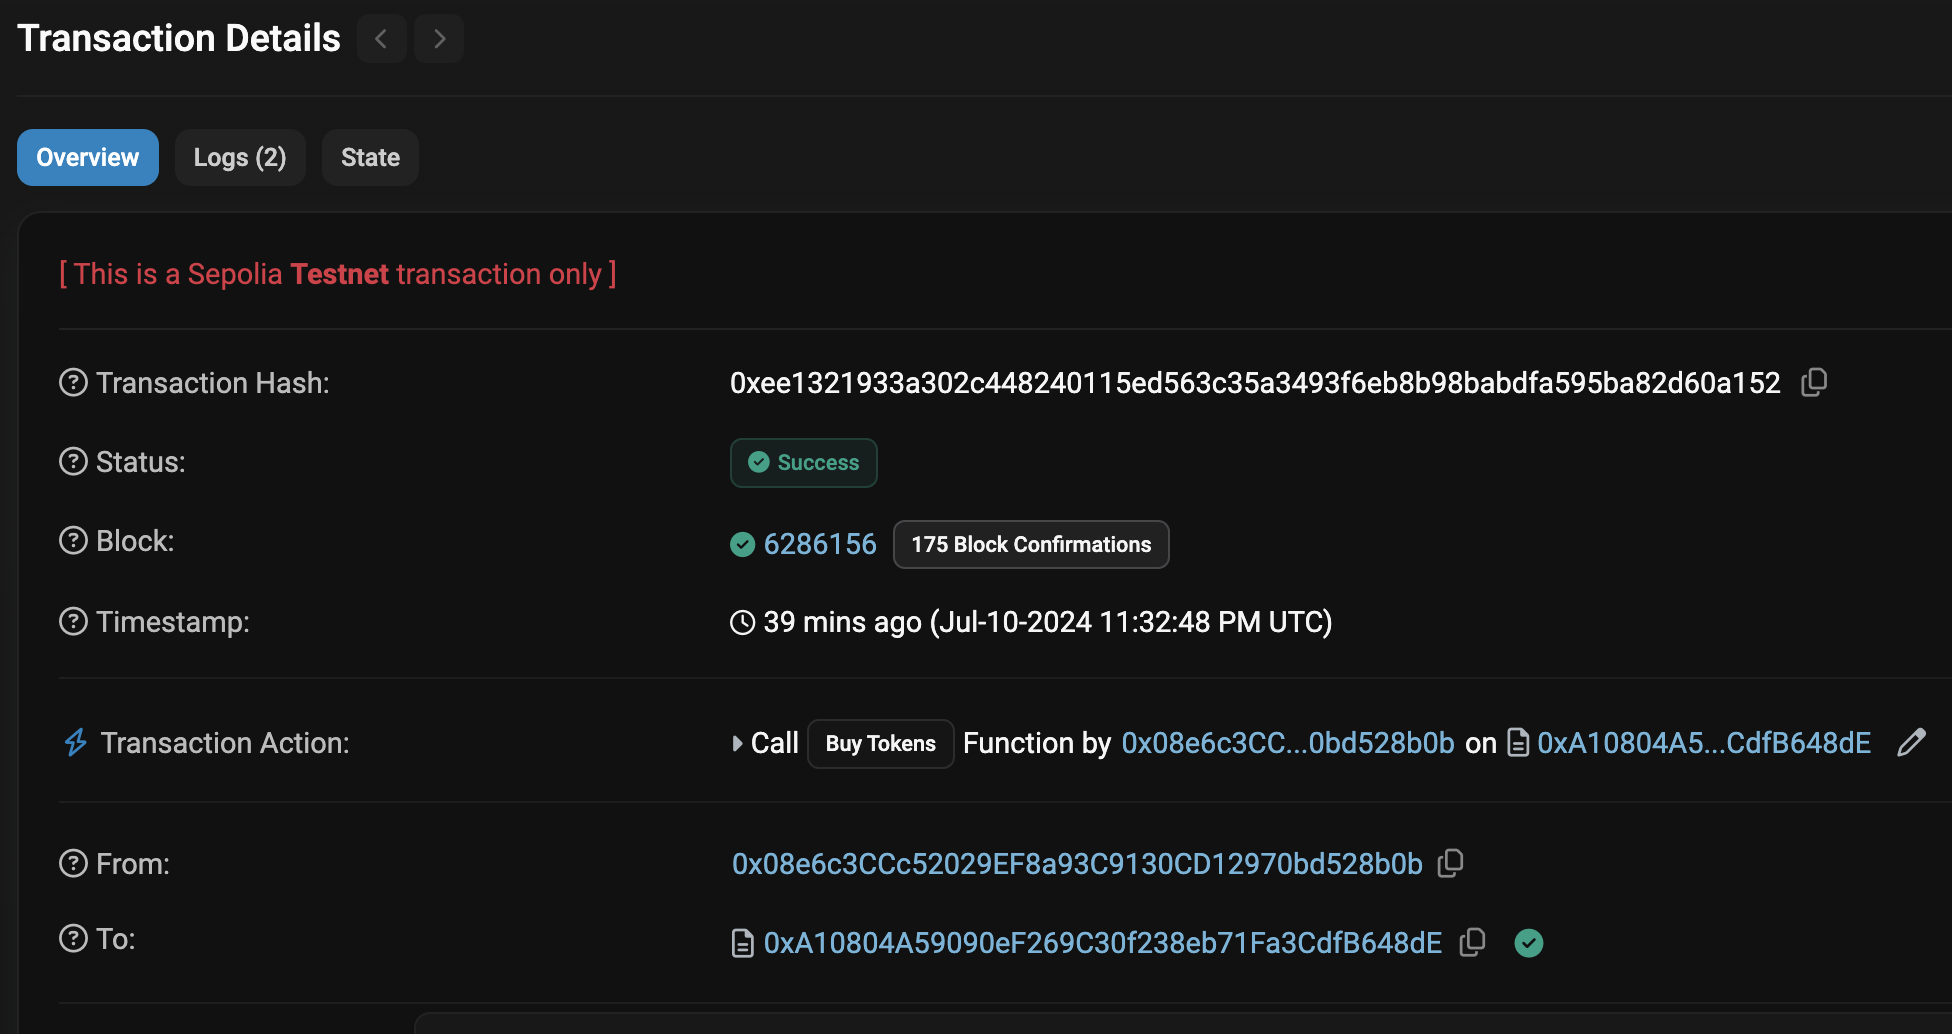 Transaction Details
Overview Logs (2) State
[ This is a Sepolia Testnet transaction only ]
Transaction Hash: 0xee1321933a302c448240115ed563c35a3493f6eb8b98babdfa595ba82d60a152
Status: Success
Block: 6286156 175 Block Confirmations
Timestamp: 39 mins ago (Jul-10-2024 11:32:48 PM UTC)
Transaction Action: Call Buy Tokens Function by 0x08e6c3CC...0bd528b0b on 0xA10804A5...CdfB648dE
From: 0x08e6c3CCc52029EF8a93C9130CD12970bd528b0b
To: 0xA10804A59090eF269C30f238eb71Fa3CdfB648dE